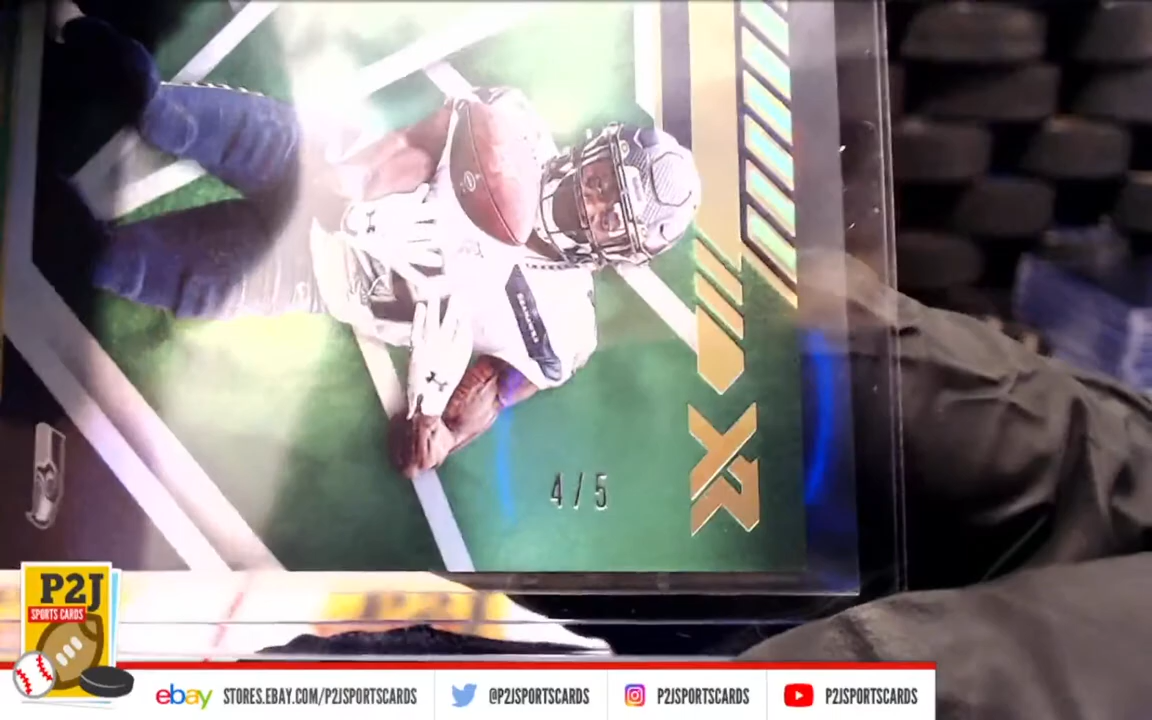 4/5
XR
P2J
SPORTS CARDS
ebay STORES.EBAY.COM/P2JSPORTSCARDS
@P2JSPORTSCARDS
P2JSPORTSCARDS
P2JSPORTSCARDS